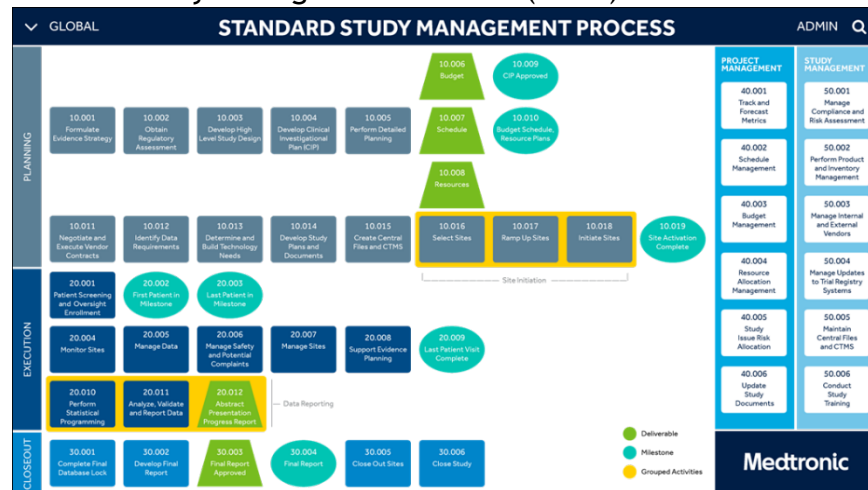 GLOBAL
STANDARD STUDY MANAGEMENT PROCESS
ADMIN
PLANNING
10.006
Budget
10.009
CIP Approved
10.001
Formulate
Evidence Strategy
10.002
Obtain
Regulatory
Assessment
10.003
Develop High
Level Study Design
10.004
Develop Clinical
Investigational
Plan (CIP)
10.005
Perform Detailed
Planning
10.007
Schedule
10.010
Budget Schedule,
Resource Plans
10.008
Resources
10.011
Negotiate and
Execute Vendor
Contracts
10.012
Identify Data
Requirements
10.013
Determine and
Build Technology
Needs
10.014
Develop Study
Plans and
Documents
10.015
Create Central
Files and CTMS
10.016
Select Sites
10.017
Ramp Up Sites
10.018
Initiate Sites
10.019
Site Activation
Complete
Site Initiation
EXECUTION
20.001
Patient Screening
and Oversight
Enrollment
20.002
First Patient in
Milestone
20.003
Last Patient in
Milestone
20.004
Monitor Sites
20.005
Manage Data
20.006
Manage Safety
and Potential
Complaints
20.007
Manage Sites
20.008
Support Evidence
Planning
20.009
Last Patient Visit
Complete
20.010
Perform
Statistical
Programming
20.011
Analyze, Validate
and Report Data
20.012
Abstract
Presentation
Progress Report
Data Reporting
CLOSEOUT
30.001
Complete Final
Database Lock
30.002
Develop Final
Report
30.003
Final Report
Approved
30.004
Final Report
30.005
Close Out Sites
30.006
Close Study
Deliverable
Milestone
Grouped Activities
PROJECT
MANAGEMENT
40.001
Track and
Forecast
Metrics
40.002
Schedule
Management
40.003
Budget
Management
40.004
Resource
Allocation
Management
40.005
Study
Issue Risk
Allocation
40.006
Update
Study
Documents
STUDY
MANAGEMENT
50.001
Manage
Compliance and
Risk Assessment
50.002
Perform Product
and Inventory
Management
50.003
Manage Internal
and External
Vendors
50.004
Manage Updates
to Trial Registry
Systems
50.005
Maintain
Central Files
and CTMS
50.006
Conduct
Study
Training
Medtronic